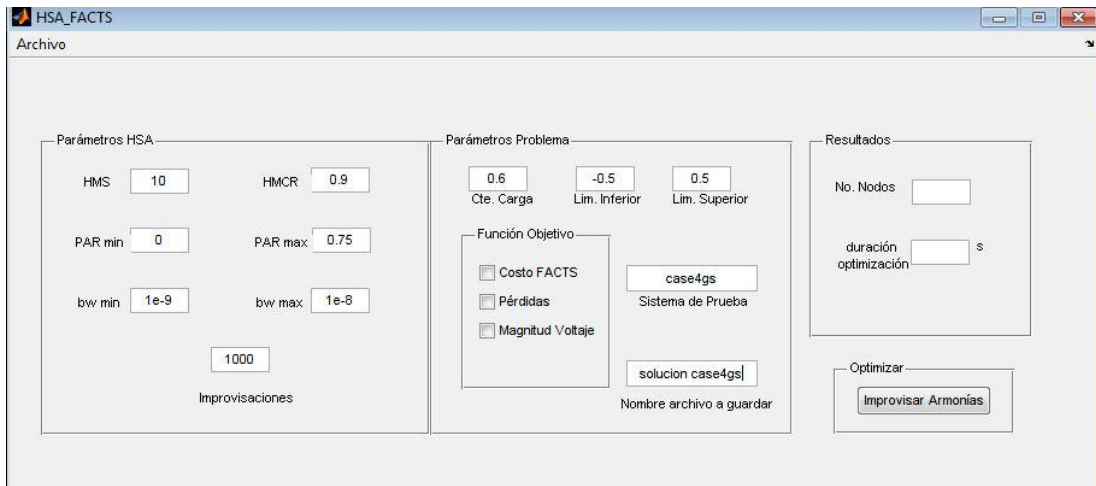 HSA_FACTS
Archivo
Parámetros HSA
HMS 10 HMCR 0.9
PAR min 0 PAR max 0.75
bw min 1e-9 bw max 1e-8
1000
Improvisaciones
Parámetros Problema
0.6 -0.5 0.5
Cte. Carga Lim. Inferior Lim. Superior
Función Objetivo
Costo FACTS
Pérdidas
Magnitud Voltaje
case4gs
Sistema de Prueba
solucion case4gs
Nombre archivo a guardar
Resultados
No. Nodos
duración s
optimización
Optimizar
Improvisar Armonías